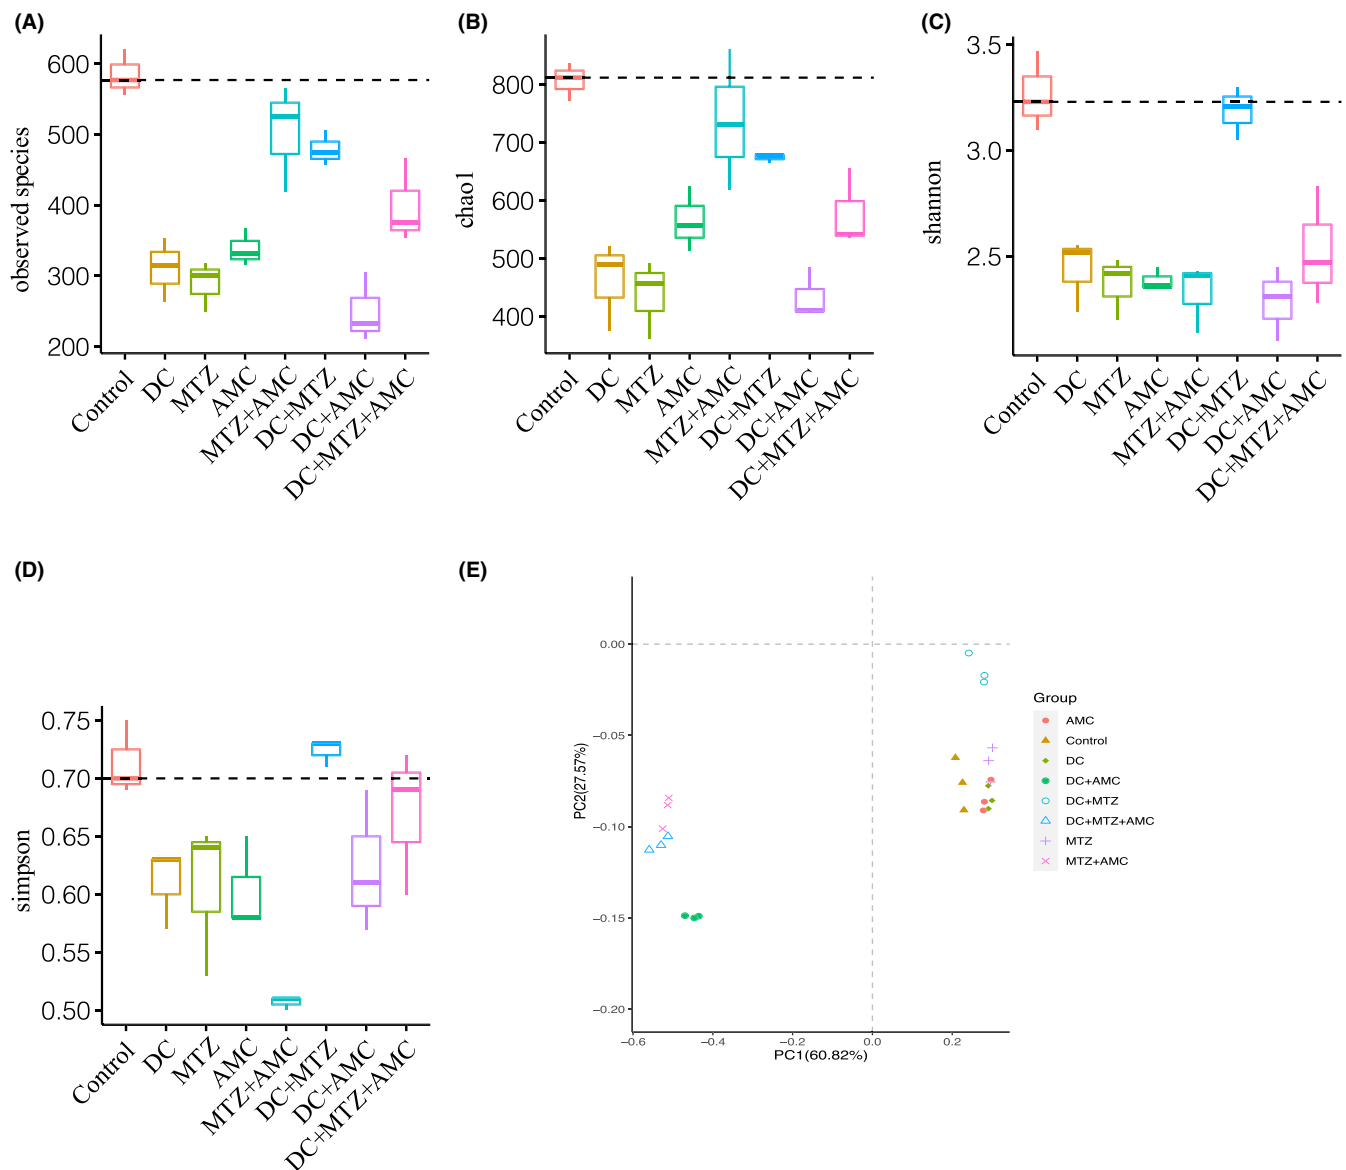 (A)
observed species
600
500
400
300
200
Control
DC
MTZ
AMC
MTZ+AMC
DC+MTZ
DC+AMC
DC+MTZ+AMC
(B)
chao1
800
700
600
500
400
Control
DC
MTZ
AMC
MTZ+AMC
DC+MTZ
DC+AMC
DC+MTZ+AMC
(C)
shannon
3.5
3.0
2.5
Control
DC
MTZ
AMC
MTZ+AMC
DC+MTZ
DC+AMC
DC+MTZ+AMC
(D)
simpson
0.75
0.70
0.65
0.60
0.55
0.50
Control
DC
MTZ
AMC
MTZ+AMC
DC+MTZ
DC+AMC
DC+MTZ+AMC
(E)
PC2(27.57%)
0.00
−0.05
−0.10
−0.15
−0.20
−0.6
−0.4
−0.2
0.0
0.2
PC1(60.82%)
Group
AMC
Control
DC
DC+AMC
DC+MTZ
DC+MTZ+AMC
MTZ
MTZ+AMC